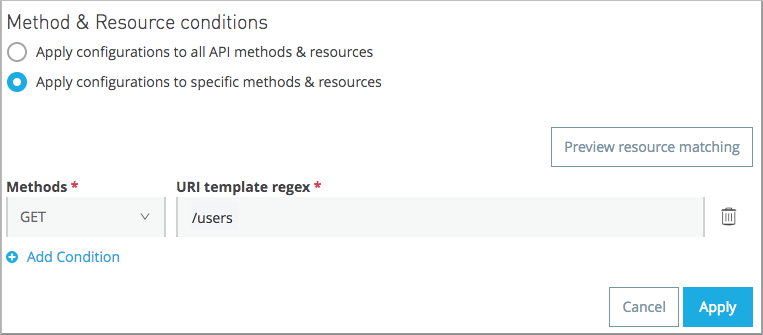 Method & Resource conditions
Apply configurations to all API methods & resources
Apply configurations to specific methods & resources
Preview resource matching
Methods * URI template regex *
GET /users
Add Condition
Cancel Apply